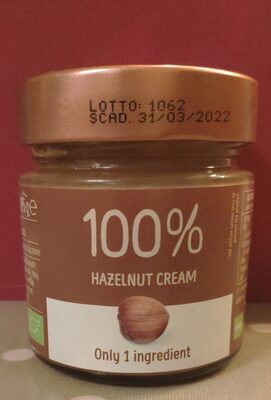 LOTTO: 1062
SCAD. 31/03/2022
100%
HAZELNUT CREAM
Only 1 ingredient